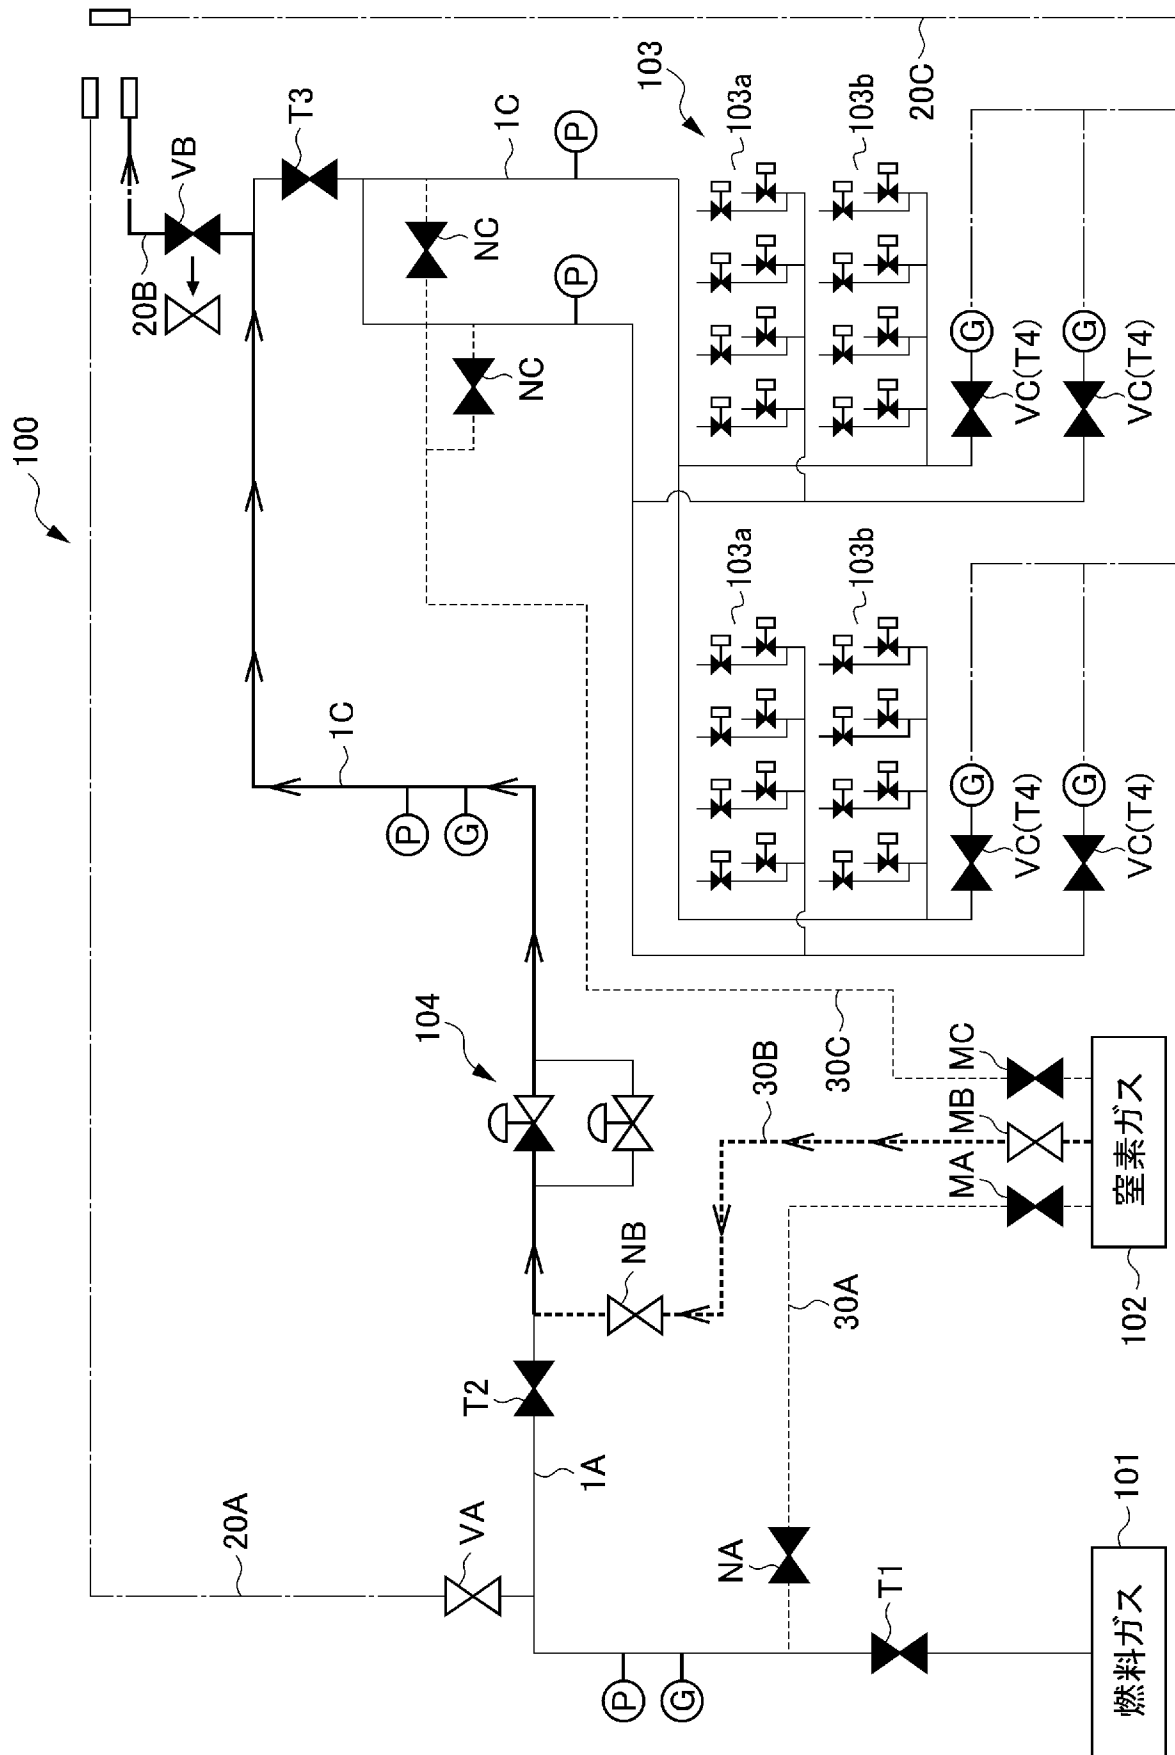 100
20B
VB
20A
T3
1C
P
104
G
VA
T2
NC
1C
NC
P
P
1A
P
NB
103
G
NA
103a
103a
30B
30C
30A
103b
103b
T1
20C
MA
MB
MC
G
G
VC(T4)
VC(T4)
G
G
燃料ガス
101
102
窒素ガス
VC(T4)
VC(T4)